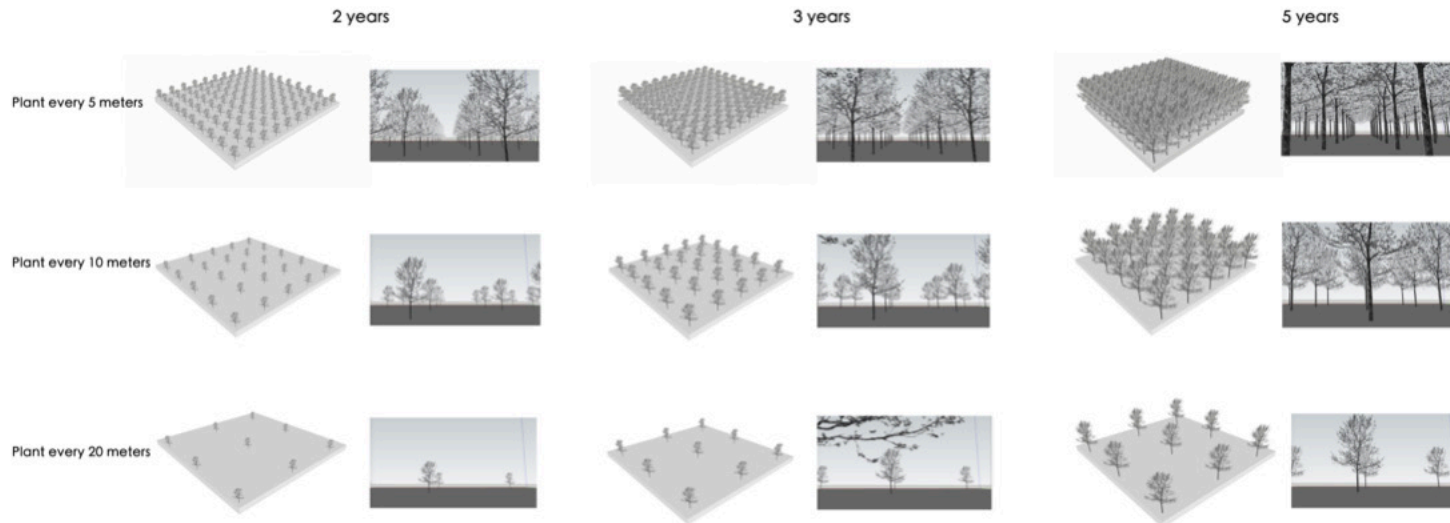 2 years
3 years
5 years
Plant every 5 meters
Plant every 10 meters
Plant every 20 meters